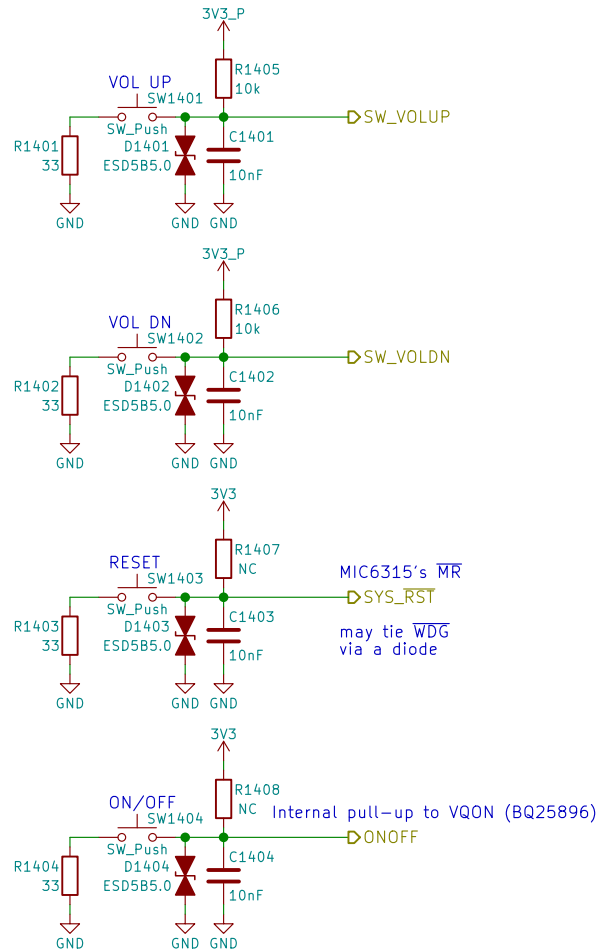 3V3_P
R1405
10k
VOL UP
SW1401
SW_Push
SW_VOLUP
R1401
33
D1401
ESD5B5.0
C1401
10nF
GND
GND
GND
3V3_P
R1406
10k
VOL DN
SW1402
SW_Push
SW_VOLDN
R1402
33
D1402
ESD5B5.0
C1402
10nF
GND
GND
GND
3V3
R1407
NC
RESET
SW1403
SW_Push
MIC6315's MR
SYS_RST
R1403
33
D1403
ESD5B5.0
C1403
10nF
may tie WDG
via a diode
GND
GND
GND
3V3
R1408
NC
ON/OFF
SW1404
SW_Push
Internal pull-up to VQON (BQ25896)
ONOFF
R1404
33
D1404
ESD5B5.0
C1404
10nF
GND
GND
GND